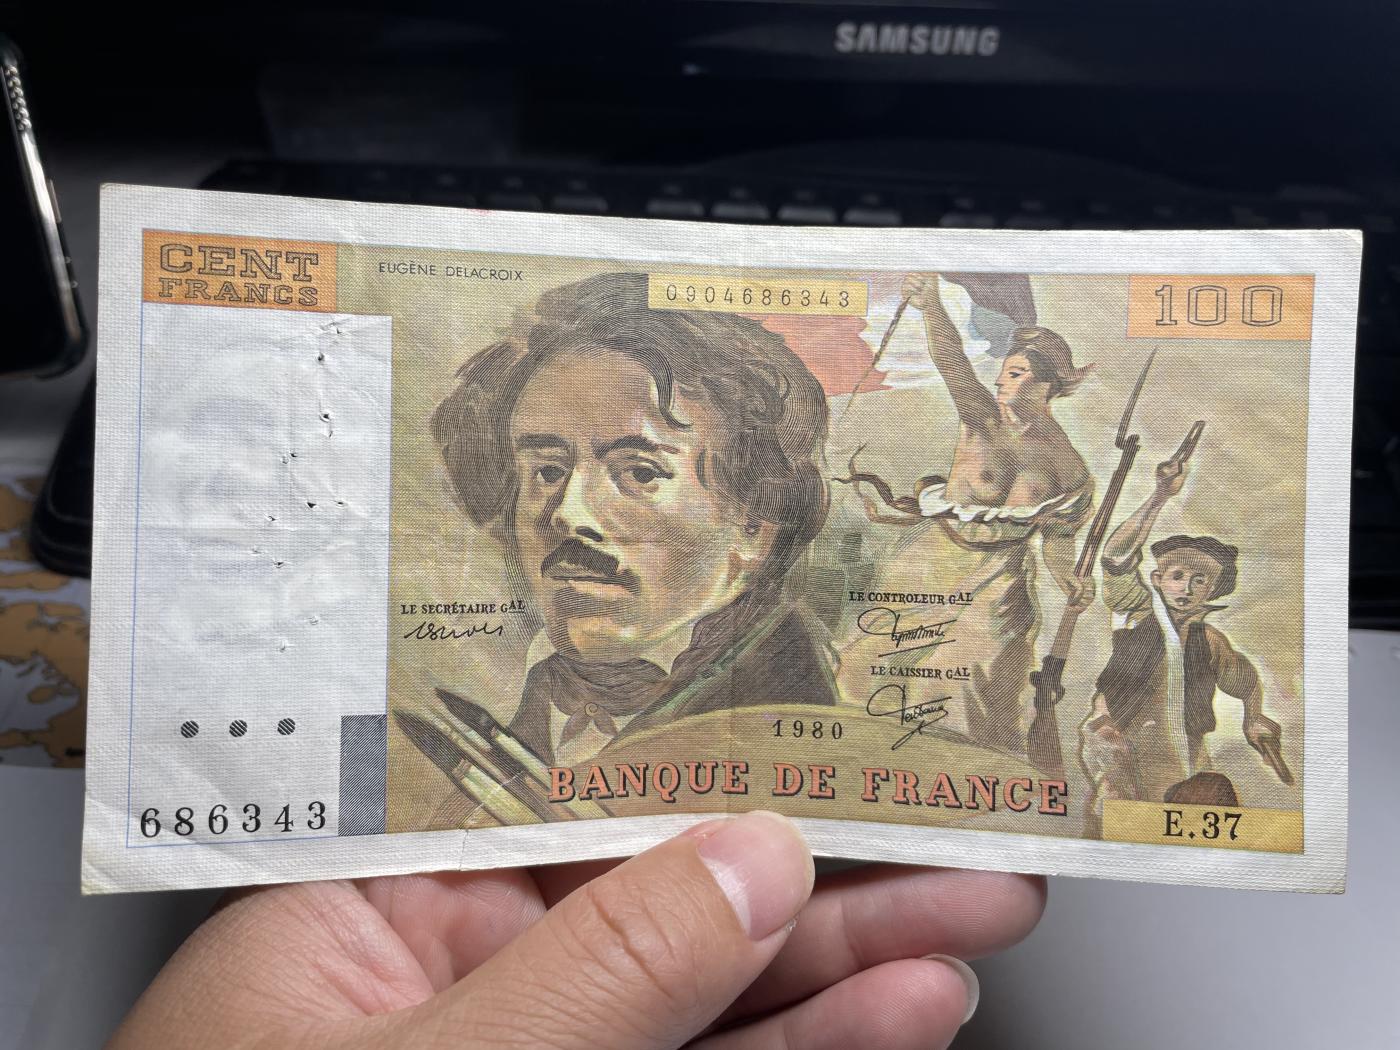 SAMSUNG
CENT
FRANCS
EUGÈNE DELACROIX
0904686343
100
LE SECRÉTAIRE GAL
LE CONTROLEUR GAL
LE CAISSIER GAL
1980
BANQUE DE FRANCE
686343
E.37